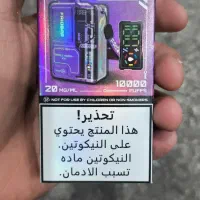 10000
20 MG/ML
PUFFS
NOT FOR USE BY CHILDREN OR NON-SMOKERS.
تحذير!
هذا المنتج يحتوي
على النيكوتين.
النيكوتين ماده
تسبب الادمان.